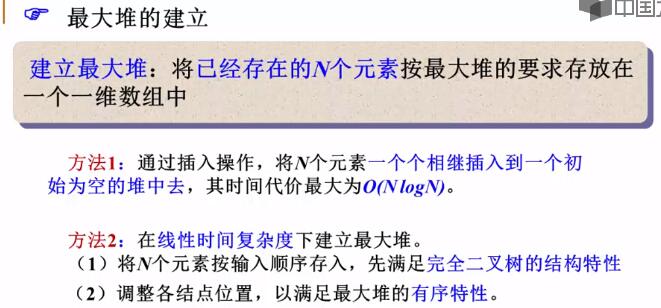 ☞ 最大堆的建立
中国大
建立最大堆：将已经存在的N个元素按最大堆的要求存放在
一个一维数组中
方法1：通过插入操作，将N个元素一个个相继插入到一个初
始为空的堆中去，其时间代价最大为O(N logN)。
方法2：在线性时间复杂度下建立最大堆。
（1）将N个元素按输入顺序存入，先满足完全二叉树的结构特性
（2）调整各结点位置，以满足最大堆的有序特性。